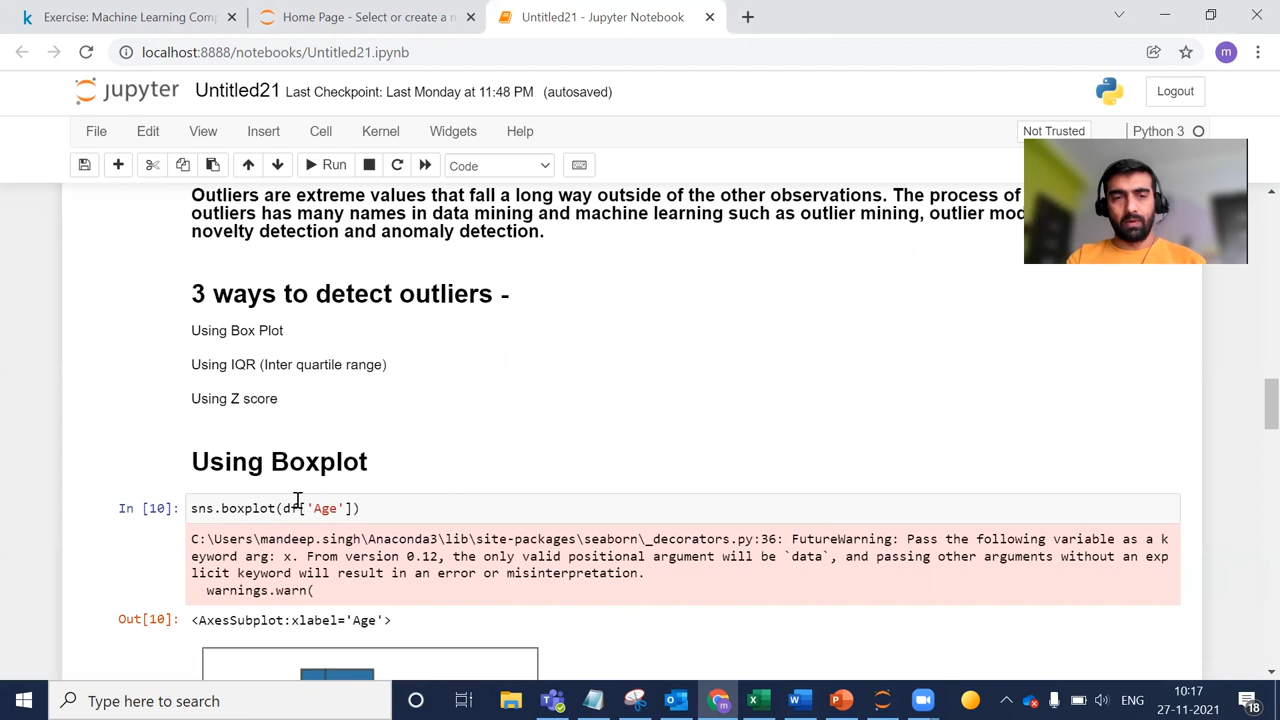 Exercise: Machine Learning Comp
Home Page - Select or create a n
Untitled21 - Jupyter Notebook
localhost:8888/notebooks/Untitled21.ipynb
m
jupyter Untitled21 Last Checkpoint: Last Monday at 11:48 PM (autosaved)
Logout
File Edit View Insert Cell Kernel Widgets Help
Not Trusted
Python 3
Run
Code
Outliers are extreme values that fall a long way outside of the other observations. The process of
outliers has many names in data mining and machine learning such as outlier mining, outlier mod
novelty detection and anomaly detection.
3 ways to detect outliers -
Using Box Plot
Using IQR (Inter quartile range)
Using Z score
Using Boxplot
In [10]: sns.boxplot(df['Age'])
C:\Users\mandeep.singh\Anaconda3\lib\site-packages\seaborn\_decorators.py:36: FutureWarning: Pass the following variable as a k
eyword arg: x. From version 0.12, the only valid positional argument will be `data`, and passing other arguments without an exp
licit keyword will result in an error or misinterpretation.
warnings.warn(
Out[10]: <AxesSubplot:xlabel='Age'>
Type here to search
ENG
10:17
27-11-2021
18